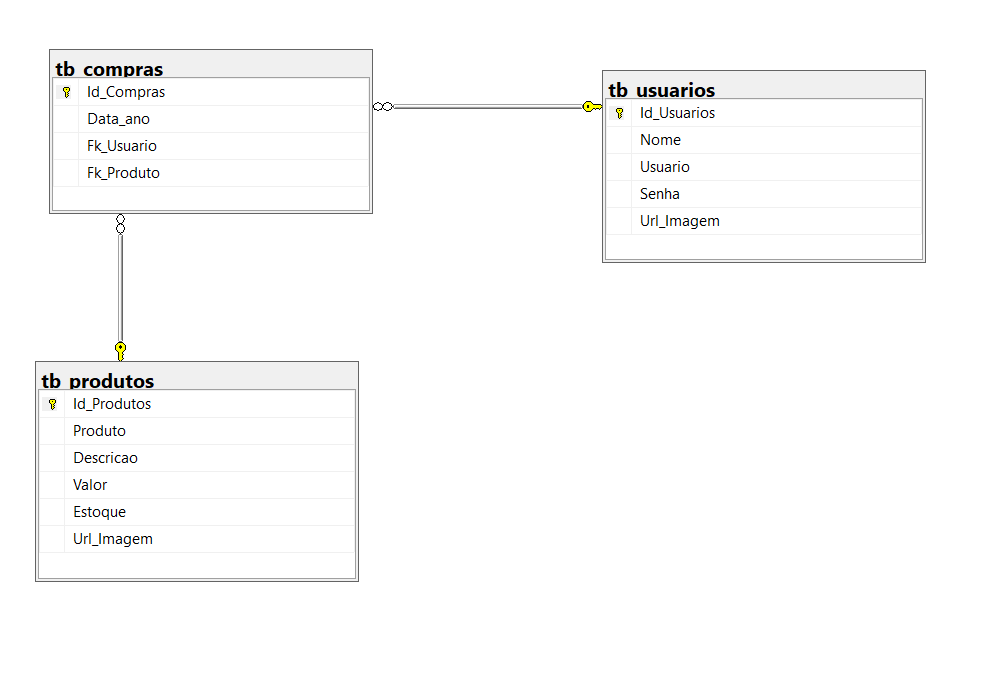 tb_compras
Id_Compras
Data_ano
Fk_Usuario
Fk_Produto
tb_usuarios
Id_Usuarios
Nome
Usuario
Senha
Url_Imagem
tb_produtos
Id_Produtos
Produto
Descricao
Valor
Estoque
Url_Imagem